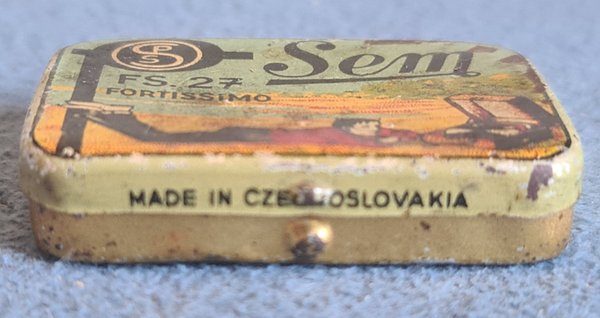 Sem
FS. 27
FORTISSIMO
MADE IN CZECHOSLOVAKIA